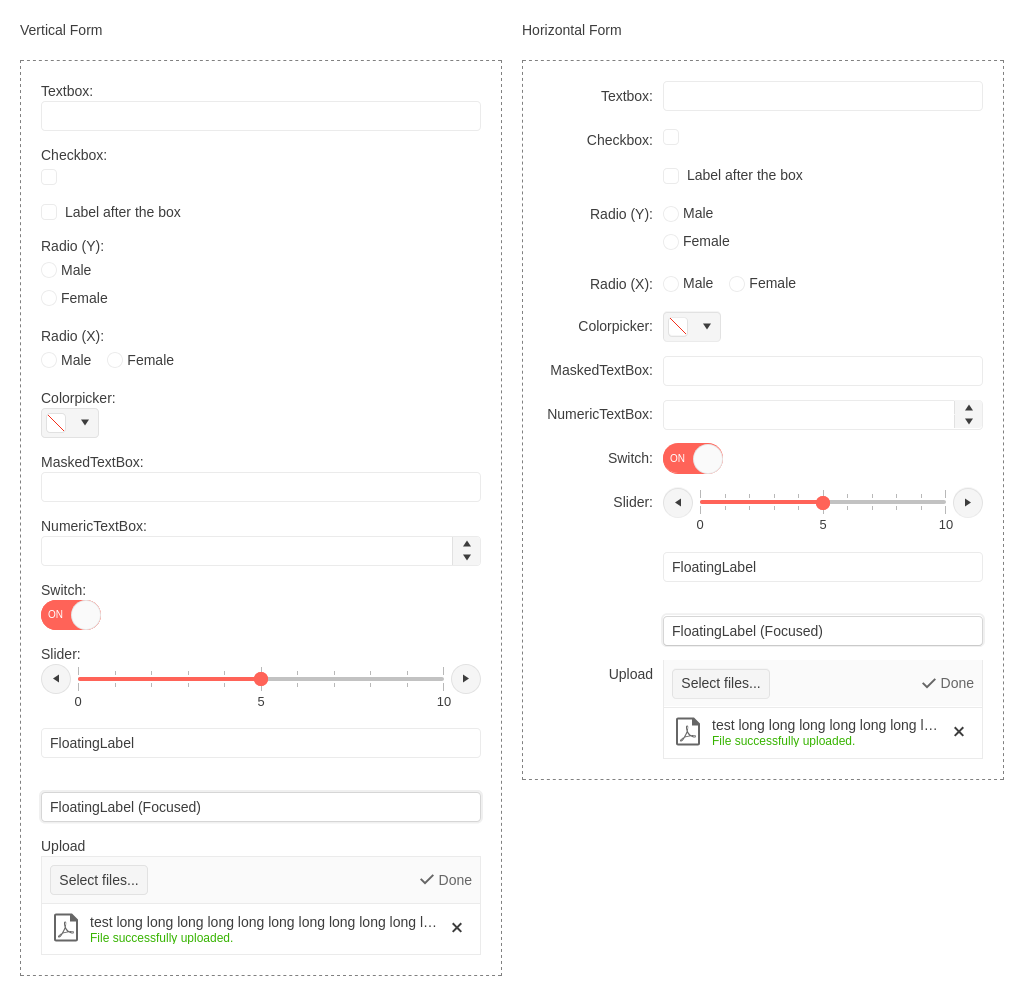 Vertical Form
Textbox:
Checkbox:
Label after the box
Radio (Y):
Male
Female
Radio (X):
Male Female
Colorpicker:
MaskedTextBox:
NumericTextBox:
Switch:
ON
Slider:
0 5 10
FloatingLabel
FloatingLabel (Focused)
Upload
Select files... Done
test long long long long long long long long long long l…
File successfully uploaded.
Horizontal Form
Textbox:
Checkbox:
Label after the box
Radio (Y): Male
Female
Radio (X): Male Female
Colorpicker:
MaskedTextBox:
NumericTextBox:
Switch: ON
Slider:
0 5 10
FloatingLabel
FloatingLabel (Focused)
Upload Select files... Done
test long long long long long long l…
File successfully uploaded.